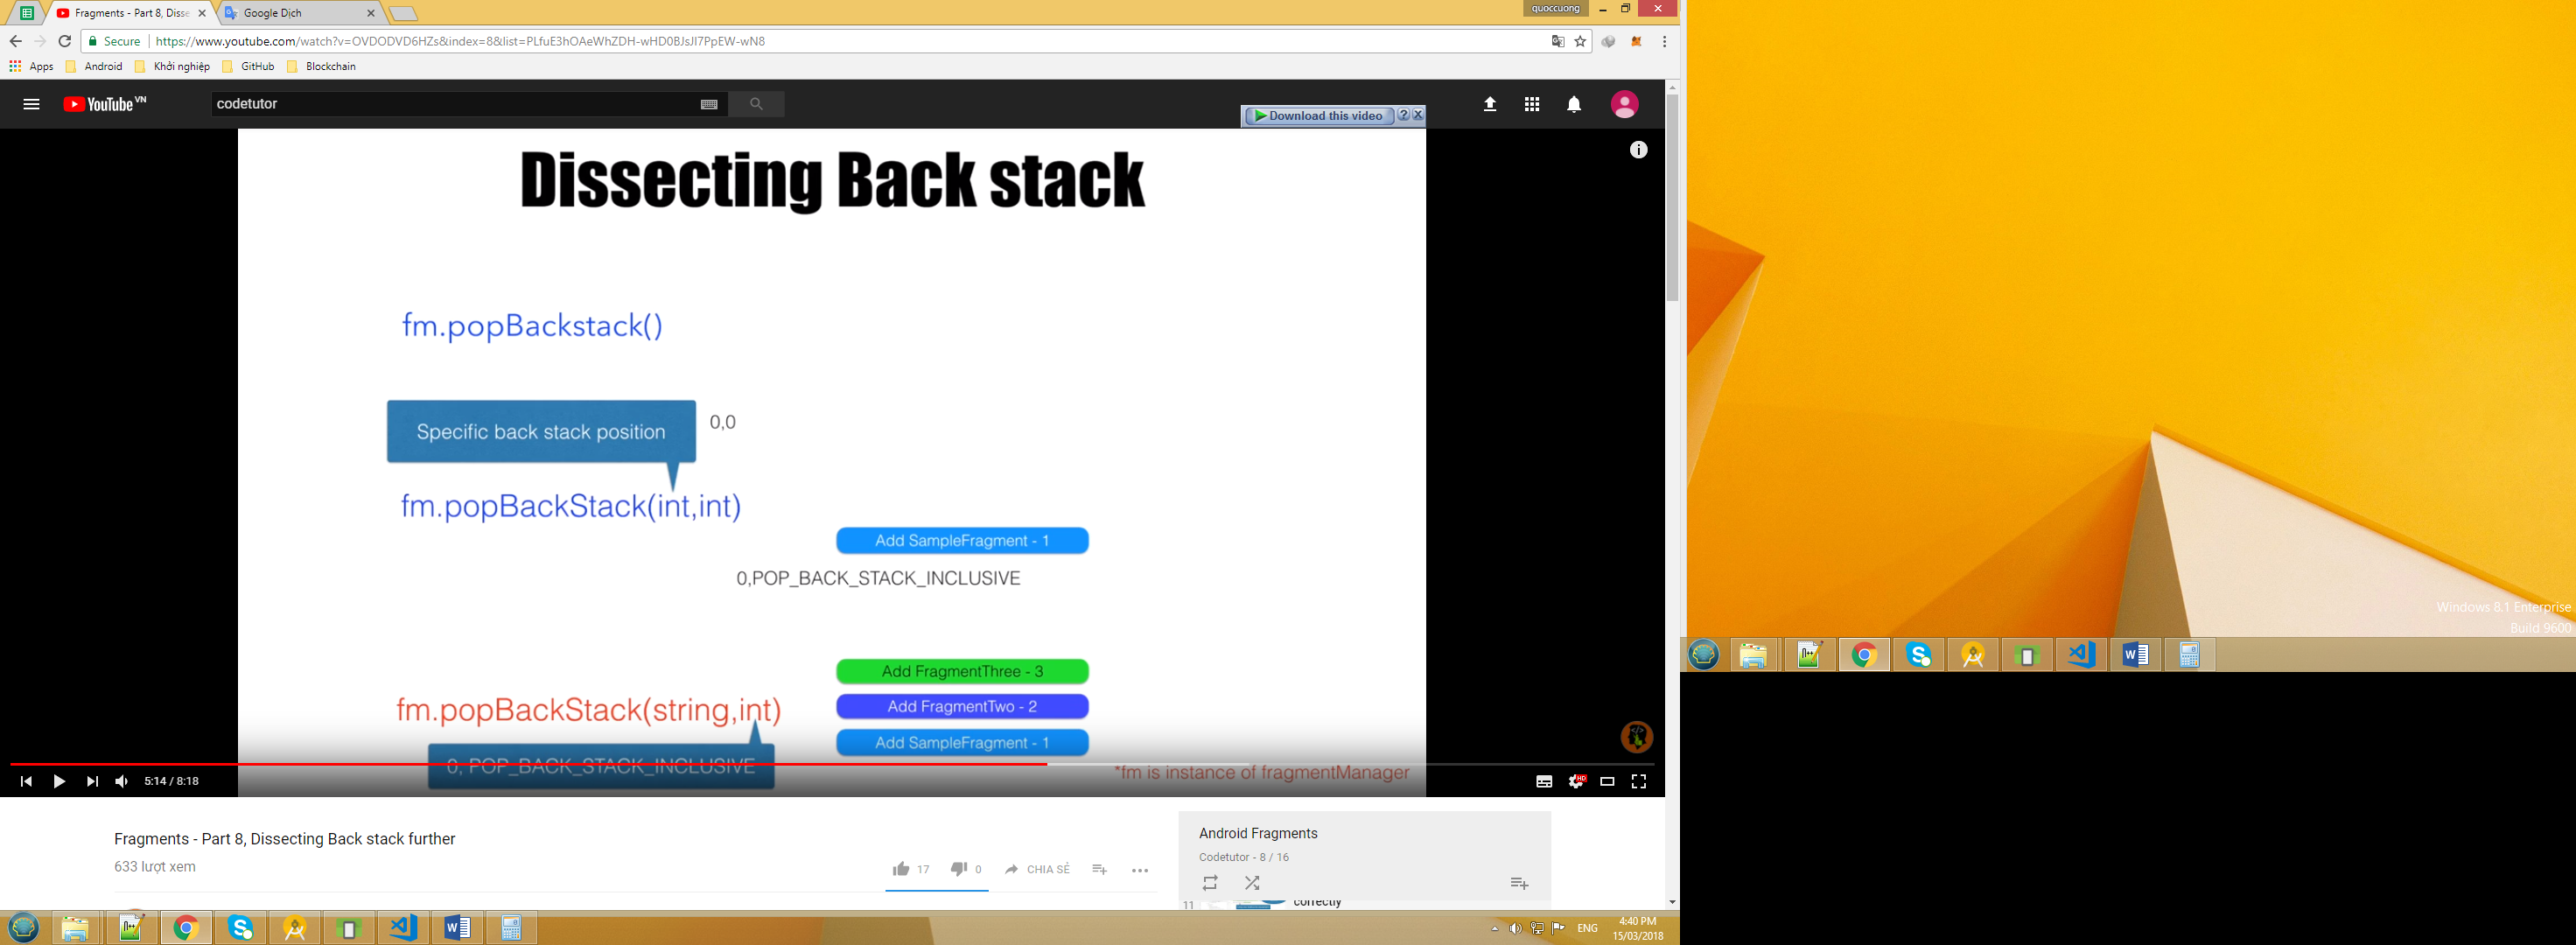 Fragments - Part 8, Disse
Google Dịch
quoccuong
Secure https://www.youtube.com/watch?v=OVDODVD6HZs&index=8&list=PLfuE3hOAeWhZDH-wHD0BJsJI7PpEW-wN8
Apps Android Khởi nghiệp GitHub Blockchain
YouTube VN
codetutor
Download this video
Dissecting Back stack
fm.popBackstack()
Specific back stack position
0,0
fm.popBackStack(int,int)
Add SampleFragment - 1
0,POP_BACK_STACK_INCLUSIVE
Add FragmentThree - 3
fm.popBackStack(string,int)
Add FragmentTwo - 2
Add SampleFragment - 1
0, POP_BACK_STACK_INCLUSIVE
*fm is instance of fragmentManager
5:14 / 8:18
HD
Fragments - Part 8, Dissecting Back stack further
633 lượt xem
17
0
CHIA SẺ
Android Fragments
Codetutor - 8 / 16
11
correctly
ENG
4:40 PM
15/03/2018
Windows 8.1 Enterprise
Build 9600